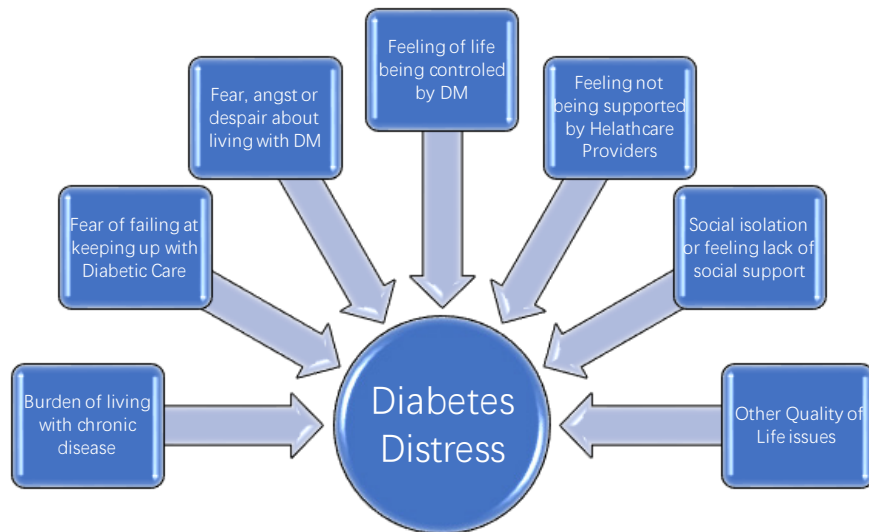 Burden of living
with chronic
disease
Fear of failing at
keeping up with
Diabetic Care
Fear, angst or
despair about
living with DM
Feeling of life
being controled
by DM
Feeling not
being supported
by Helathcare
Providers
Social isolation
or feeling lack of
social support
Other Quality of
Life issues
Diabetes
Distress